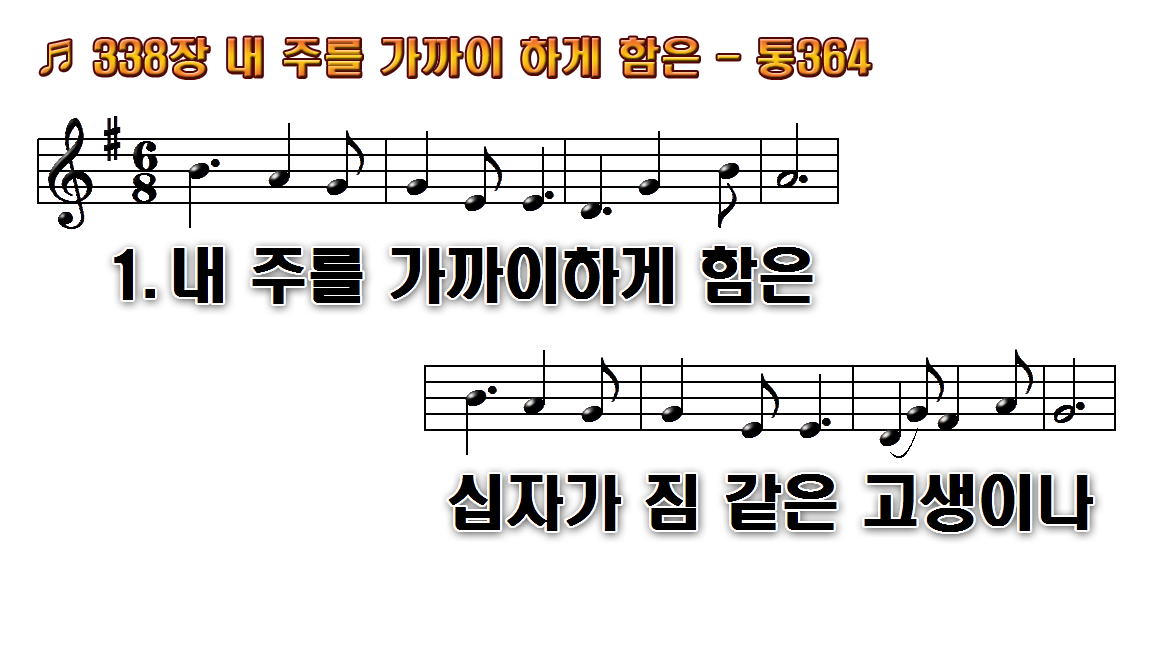 ♬ 338장 내 주를 가까이 하게 함은 - 통364
6
8
1. 내 주를 가까이하게 함은
십자가 짐 같은 고생이나